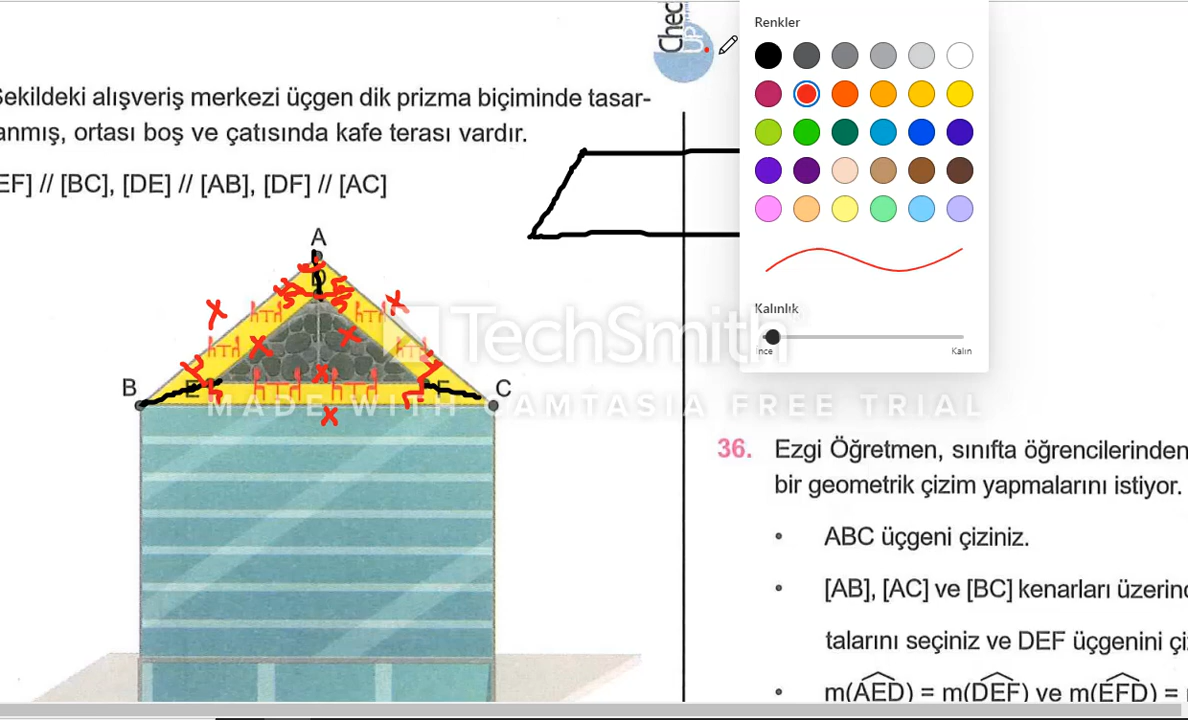 Check
UP
Renkler
Şekildeki alışveriş merkezi üçgen dik prizma biçiminde tasar-
anmış, ortası boş ve çatısında kafe terası vardır.
EF] // [BC], [DE] // [AB], [DF] // [AC]
A
D
B
E
F
C
Kalınlık
İnce
Kalın
TechSmith
MADE WITH CAMTASIA FREE TRIAL
36. Ezgi Öğretmen, sınıfta öğrencilerinden
bir geometrik çizim yapmalarını istiyor.
• ABC üçgeni çiziniz.
• [AB], [AC] ve [BC] kenarları üzerind
talarını seçiniz ve DEF üçgenini çi
• m(AED) = m(DEF) ve m(EFD) =